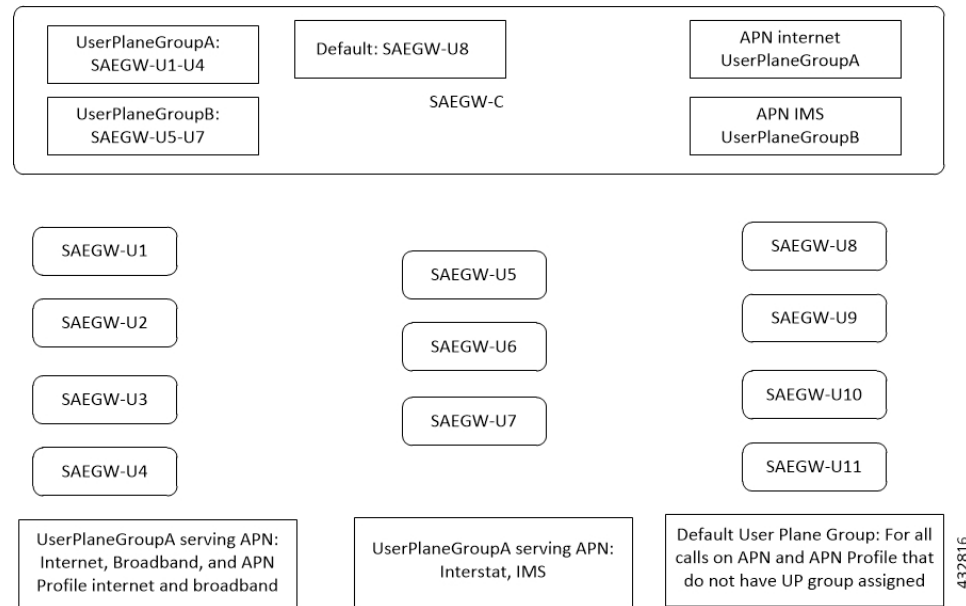 UserPlaneGroupA:
SAEGW-U1-U4
Default: SAEGW-U8
APN internet
UserPlaneGroupA
UserPlaneGroupB:
SAEGW-U5-U7
SAEGW-C
APN IMS
UserPlaneGroupB
SAEGW-U1
SAEGW-U2
SAEGW-U3
SAEGW-U4
SAEGW-U5
SAEGW-U6
SAEGW-U7
SAEGW-U8
SAEGW-U9
SAEGW-U10
SAEGW-U11
UserPlaneGroupA serving APN:
Internet, Broadband, and APN
Profile internet and broadband
UserPlaneGroupA serving APN:
Interstat, IMS
Default User Plane Group: For all
calls on APN and APN Profile that
do not have UP group assigned
432816